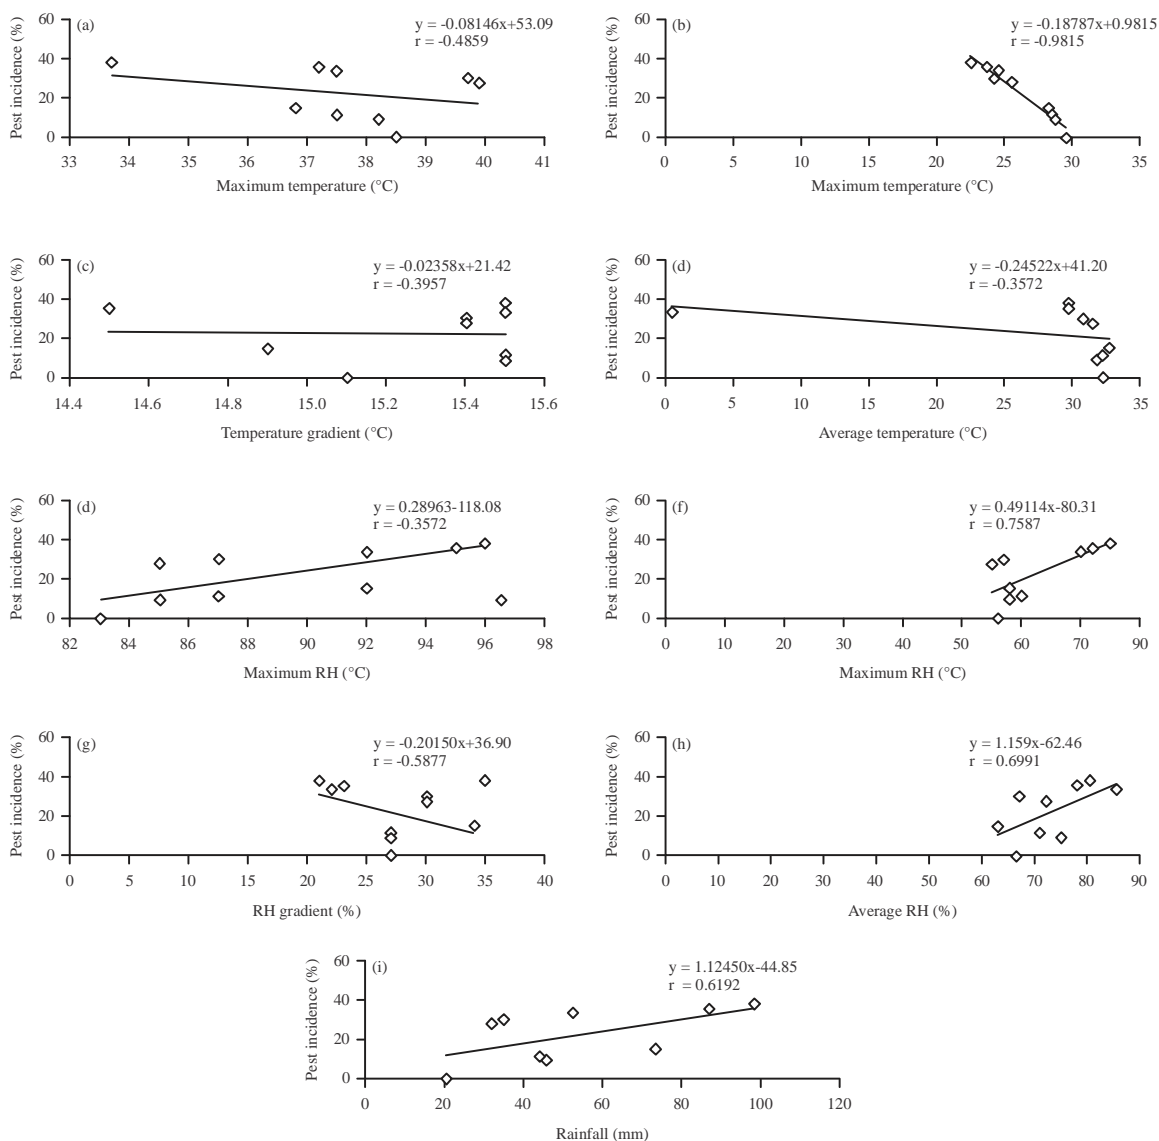 (a)
y = -0.08146x+53.09
r = -0.4859
Pest incidence (%)
60
40
20
0
33 34 35 36 37 38 39 40 41
Maximum temperature (°C)
(b)
y = -0.18787x+0.9815
r = -0.9815
Pest incidence (%)
60
40
20
0
0 5 10 15 20 25 30 35
Maximum temperature (°C)
(c)
y = -0.02358x+21.42
r = -0.3957
Pest incidence (%)
60
40
20
0
14.4 14.6 14.8 15.0 15.2 15.4 15.6
Temperature gradient (°C)
(d)
y = -0.24522x+41.20
r = -0.3572
Pest incidence (%)
60
40
20
0
0 5 10 15 20 25 30 35
Average temperature (°C)
(d)
y = 0.28963-118.08
r = -0.3572
Pest incidence (%)
60
40
20
0
82 84 86 88 90 92 94 96 98
Maximum RH (°C)
(f)
y = 0.49114x-80.31
r = 0.7587
Pest incidence (%)
60
40
20
0
0 10 20 30 40 50 60 70 80 90
Maximum RH (°C)
(g)
y = -0.20150x+36.90
r = -0.5877
Pest incidence (%)
60
40
20
0
0 5 10 15 20 25 30 35 40
RH gradient (%)
(h)
y = 1.159x-62.46
r = 0.6991
Pest incidence (%)
60
40
20
0
0 10 20 30 40 50 60 70 80 90
Average RH (%)
(i)
y = 1.12450x-44.85
r = 0.6192
Pest incidence (%)
60
40
20
0
0 20 40 60 80 100 120
Rainfall (mm)